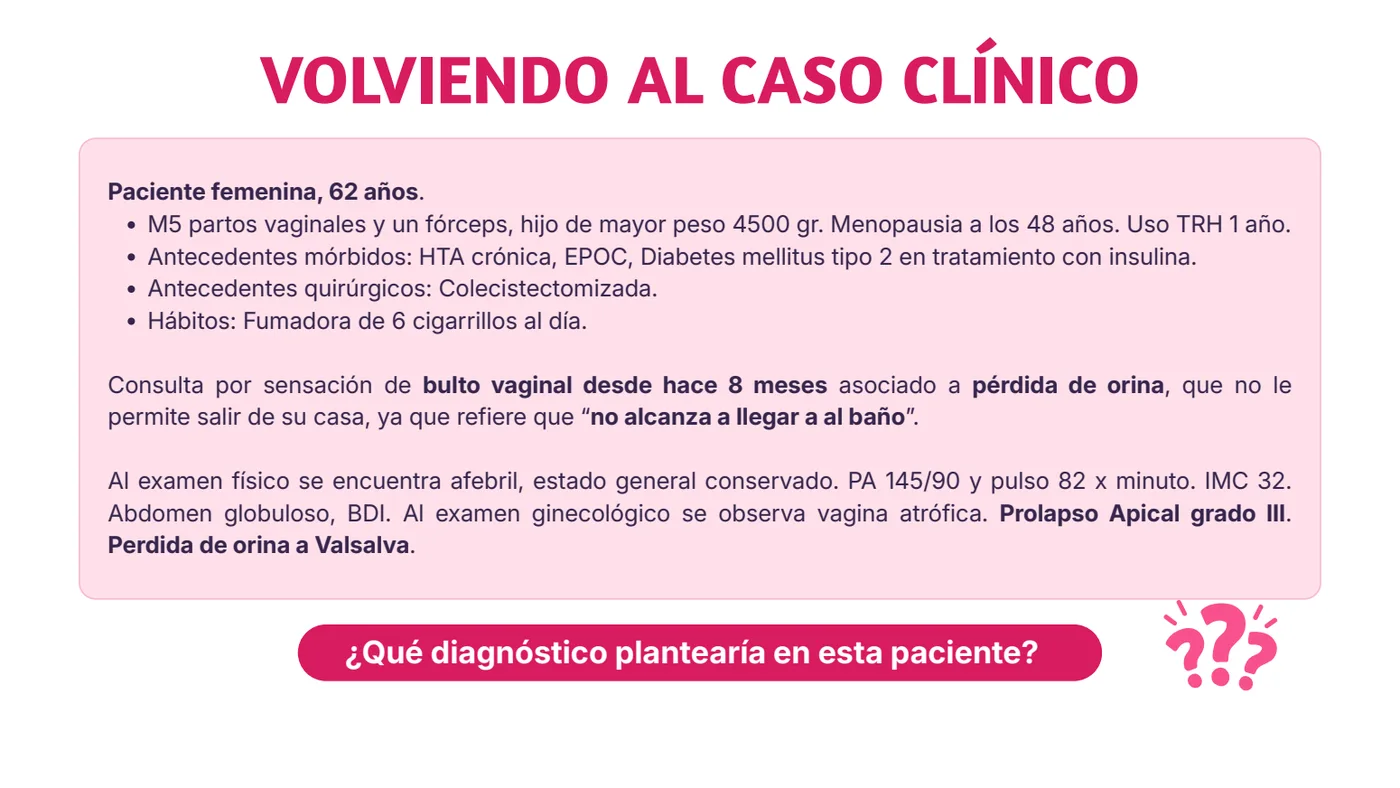 VOLVIENDO AL CASO CLÍNICO
Paciente femenina, 62 años.
• M5 partos vaginales y un fórceps, hijo de mayor peso 4500 gr. Menopausia a los 48 años. Uso TRH 1 año.
• Antecedentes mórbidos: HTA crónica, EPOC, Diabetes mellitus tipo 2 en tratamiento con insulina.
• Antecedentes quirúrgicos: Colecistectomizada.
• Hábitos: Fumadora de 6 cigarrillos al día.
Consulta por sensación de bulto vaginal desde hace 8 meses asociado a pérdida de orina, que no le
permite salir de su casa, ya que refiere que “no alcanza a llegar a al baño”.
Al examen físico se encuentra afebril, estado general conservado. PA 145/90 y pulso 82 x minuto. IMC 32.
Abdomen globuloso, BDI. Al examen ginecológico se observa vagina atrófica. Prolapso Apical grado III.
Perdida de orina a Valsalva.
¿Qué diagnóstico plantearía en esta paciente?
???